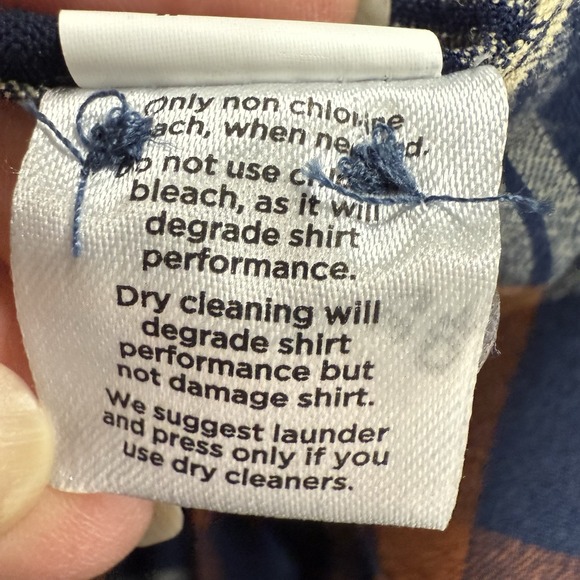 Only non chlorine
bleach, when needed.
Do not use
bleach, as it will
degrade shirt
performance.
Dry cleaning will
degrade shirt
performance but
not damage shirt.
We suggest launder
and press only if you
use dry cleaners.